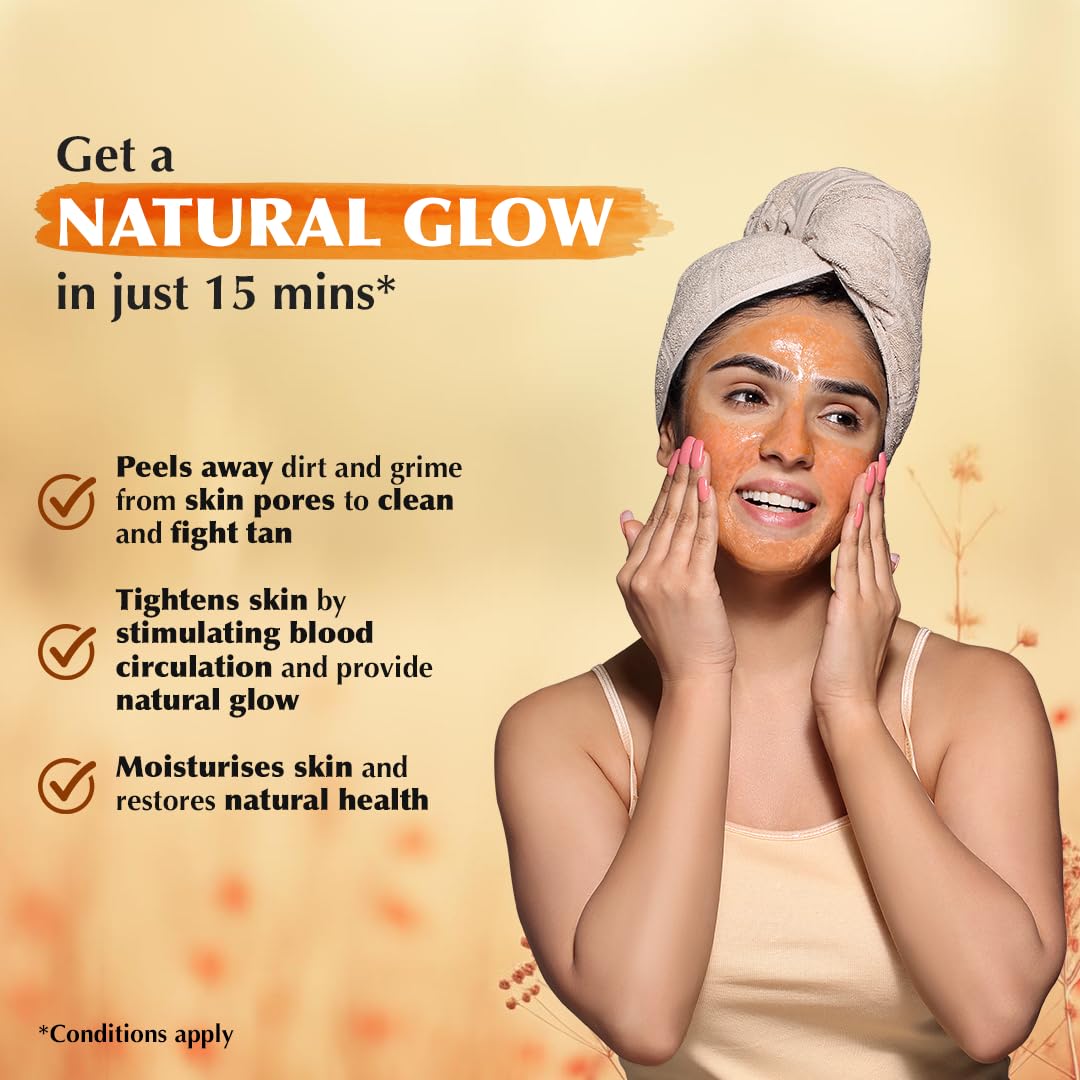 Get a
NATURAL GLOW
in just 15 mins*
Peels away dirt and grime
from skin pores to clean
and fight tan
Tightens skin by
stimulating blood
circulation and provide
natural glow
Moisturises skin and
restores natural health
*Conditions apply